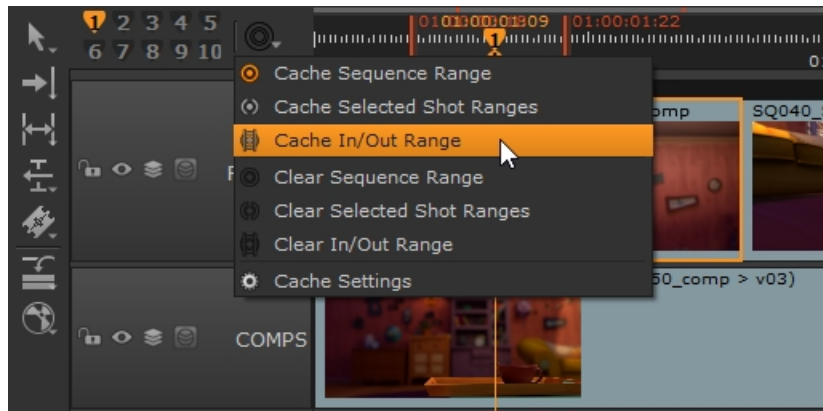 1 2 3 4 5
6 7 8 9 10
01:00:01:22
1
Cache Sequence Range
Cache Selected Shot Ranges
Cache In/Out Range
Clear Sequence Range
Clear Selected Shot Ranges
Clear In/Out Range
Cache Settings
SQ040_
50_comp > v03)
COMPS